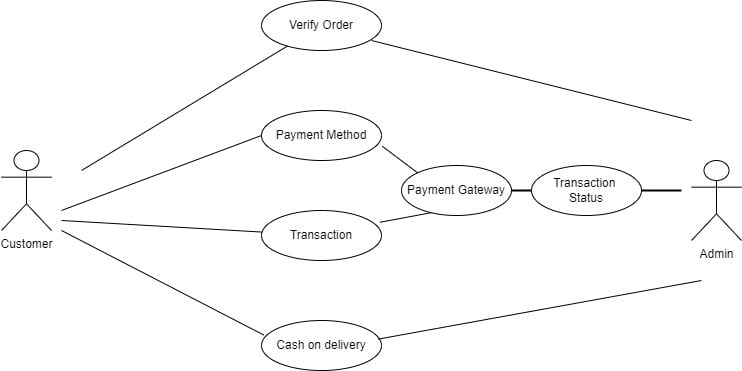 Verify Order
Payment Method
Payment Gateway
Transaction
Status
Transaction
Customer
Admin
Cash on delivery